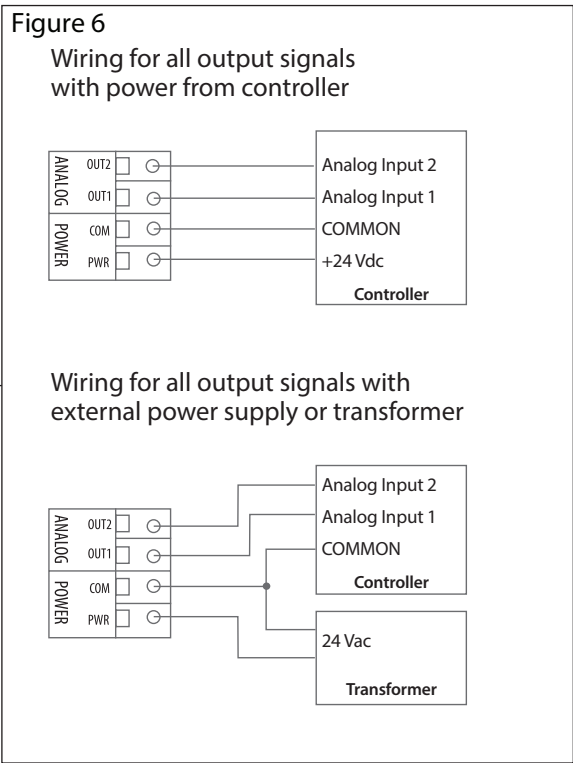 Figure 6
Wiring for all output signals
with power from controller
ANALOG
OUT2
OUT1
POWER
COM
PWR
Analog Input 2
Analog Input 1
COMMON
+24 Vdc
Controller
Wiring for all output signals with
external power supply or transformer
ANALOG
OUT2
OUT1
POWER
COM
PWR
Analog Input 2
Analog Input 1
COMMON
Controller
24 Vac
Transformer